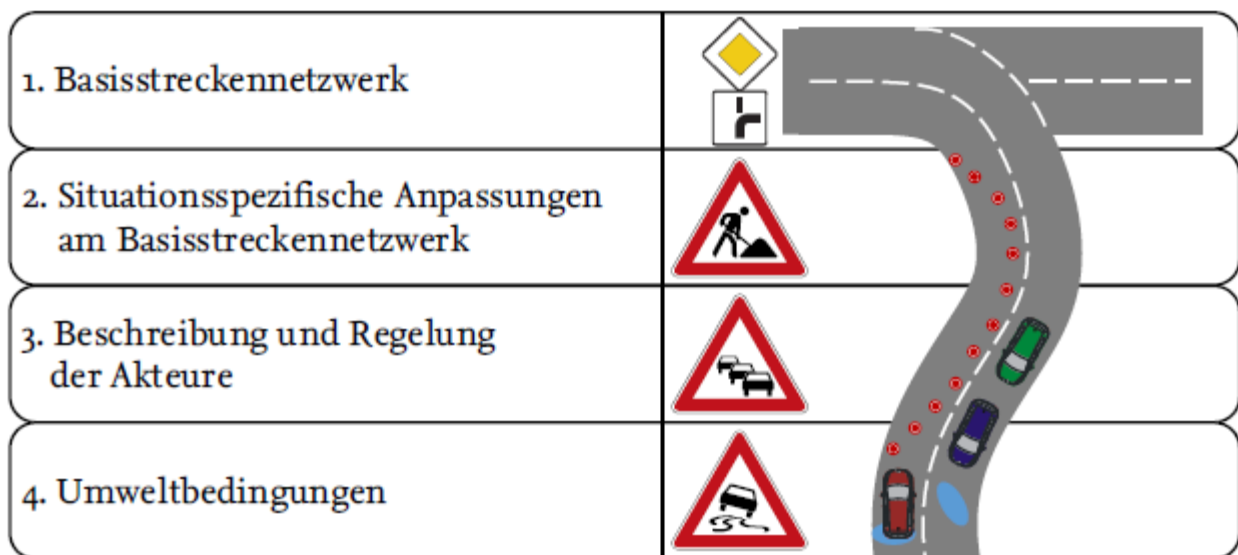 1. Basisstreckennetzwerk
2. Situationsspezifische Anpassungen
am Basisstreckennetzwerk
3. Beschreibung und Regelung
der Akteure
4. Umweltbedingungen